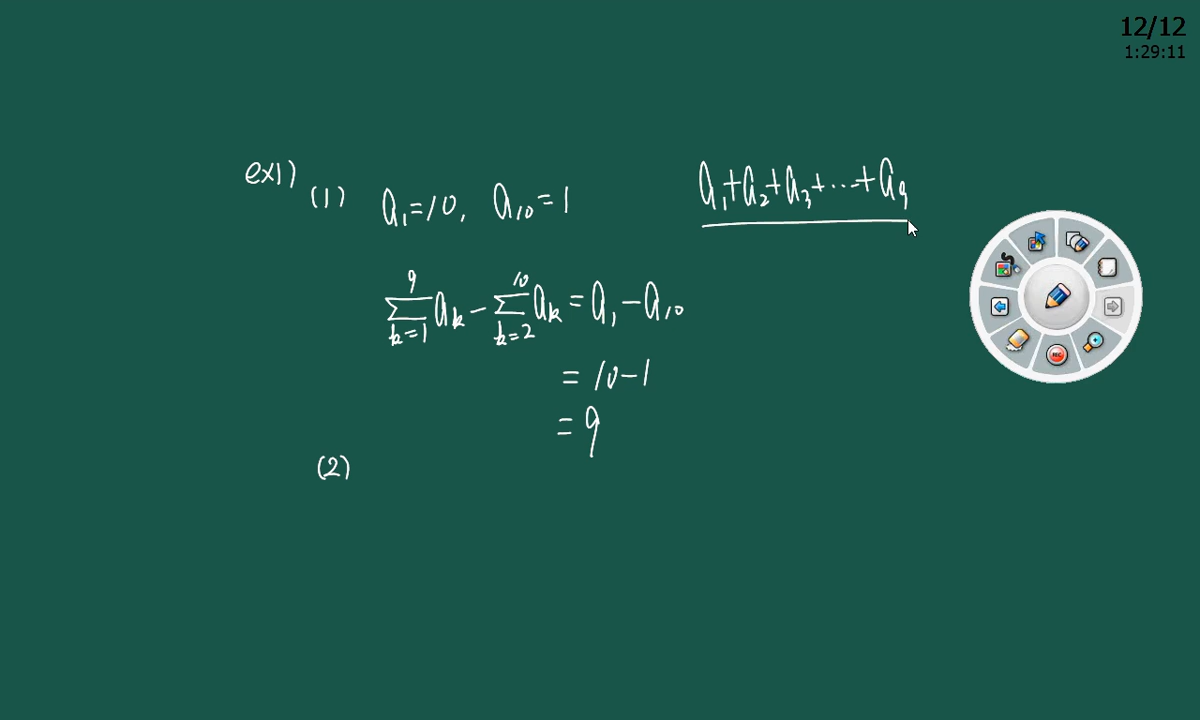 12/12
1:29:11
ex1)
(1) a₁=10, a₁₀=1
a₁+a₂+a₃+⋯+a₉
∑_{k=1}^{9} a_k − ∑_{k=2}^{10} a_k = a₁ − a₁₀
= 10−1
= 9
(2)